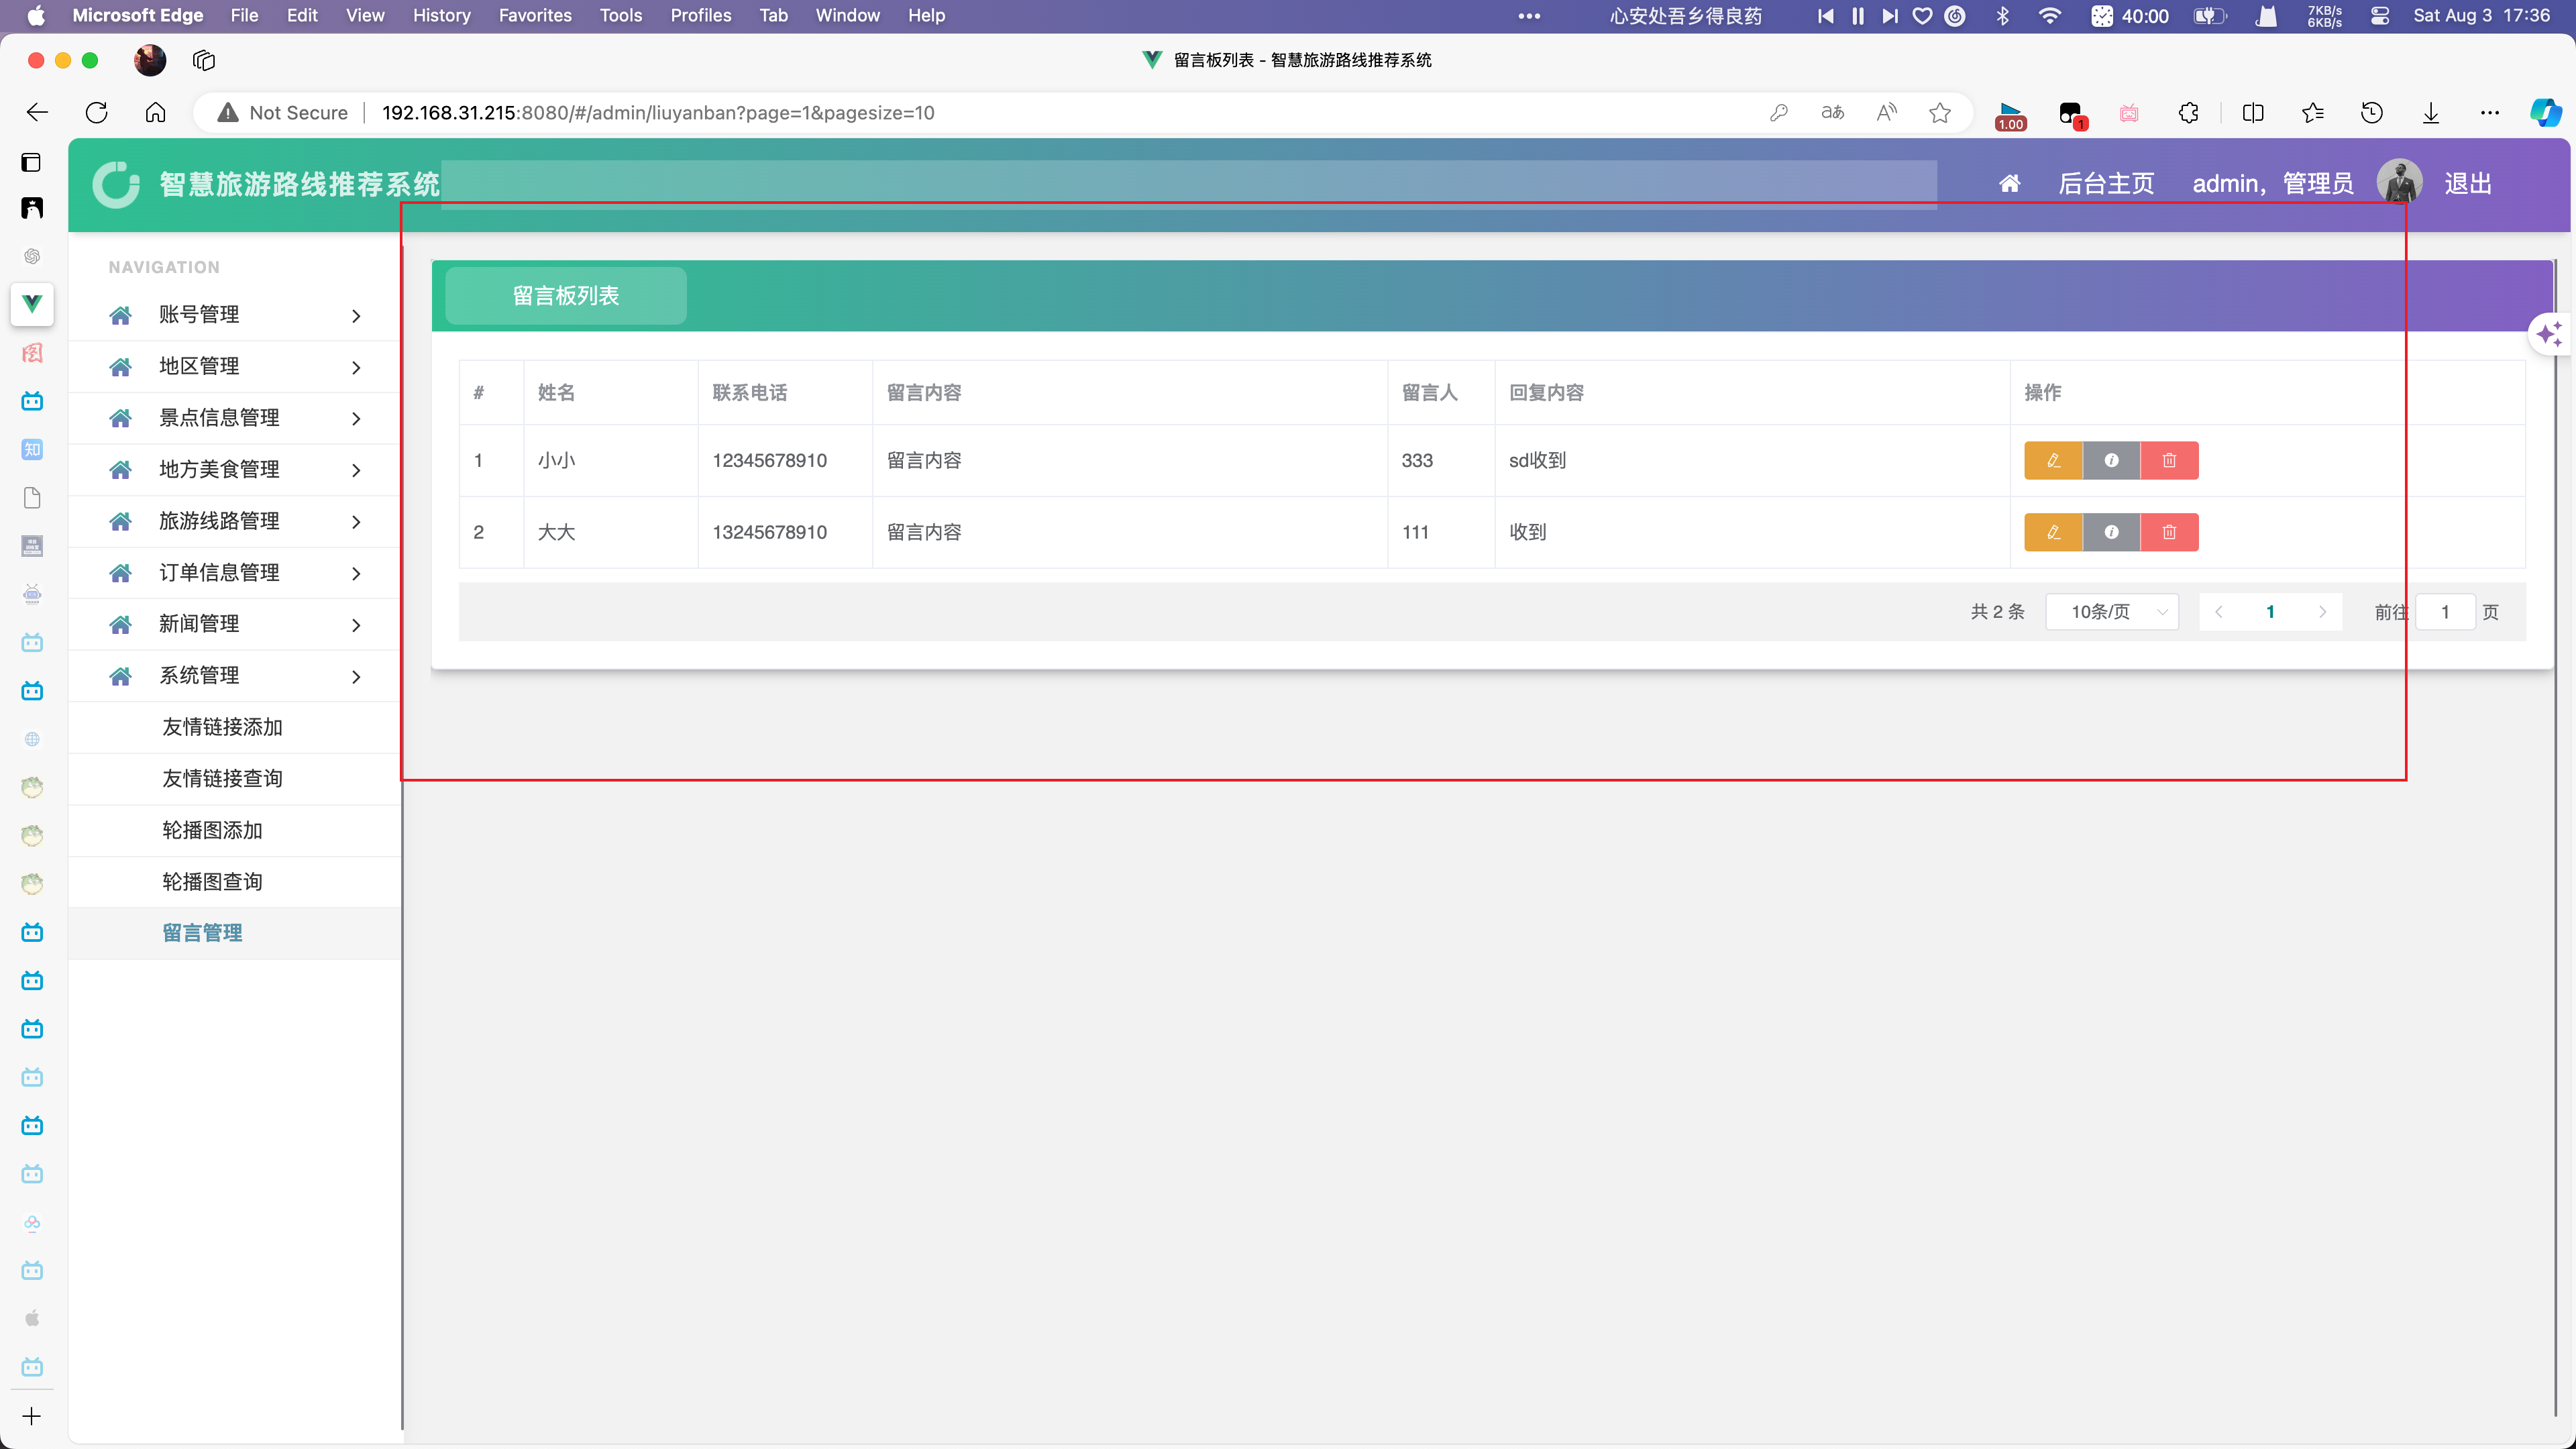 Microsoft Edge File Edit View History Favorites Tools Profiles Tab Window Help ••• 心安处吾乡得良药 40:00 7KB/s 6KB/s Sat Aug 3 17:36
留言板列表 - 智慧旅游路线推荐系统
Not Secure 192.168.31.215:8080/#/admin/liuyanban?page=1&pagesize=10 1.00 1
智慧旅游路线推荐系统 后台主页 admin，管理员 退出
NAVIGATION
账号管理
地区管理
景点信息管理
地方美食管理
旅游线路管理
订单信息管理
新闻管理
系统管理
友情链接添加
友情链接查询
轮播图添加
轮播图查询
留言管理
留言板列表
# 姓名 联系电话 留言内容 留言人 回复内容 操作
1 小小 12345678910 留言内容 333 sd收到
2 大大 13245678910 留言内容 111 收到
共 2 条 10条/页 1 前往 1 页
图
知